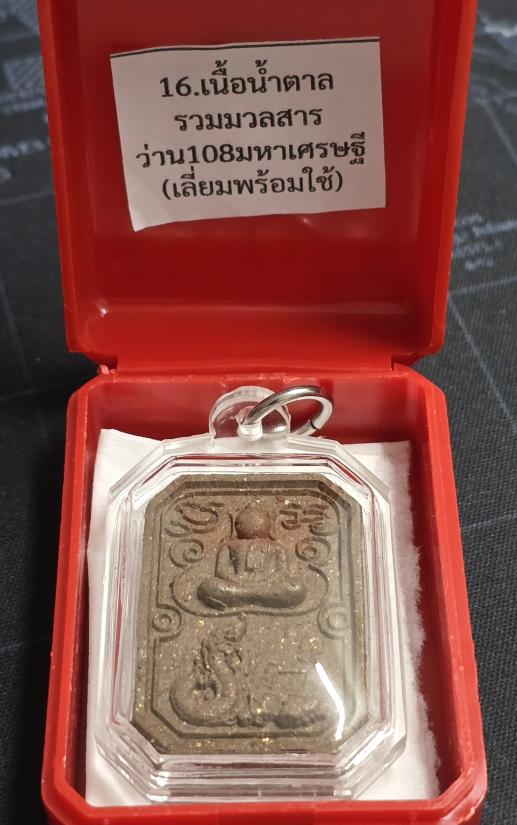 16.เนื้อน้ำตาล
รวมมวลสาร
ว่าน108มหาเศรษฐี
(เลี่ยมพร้อมใช้)